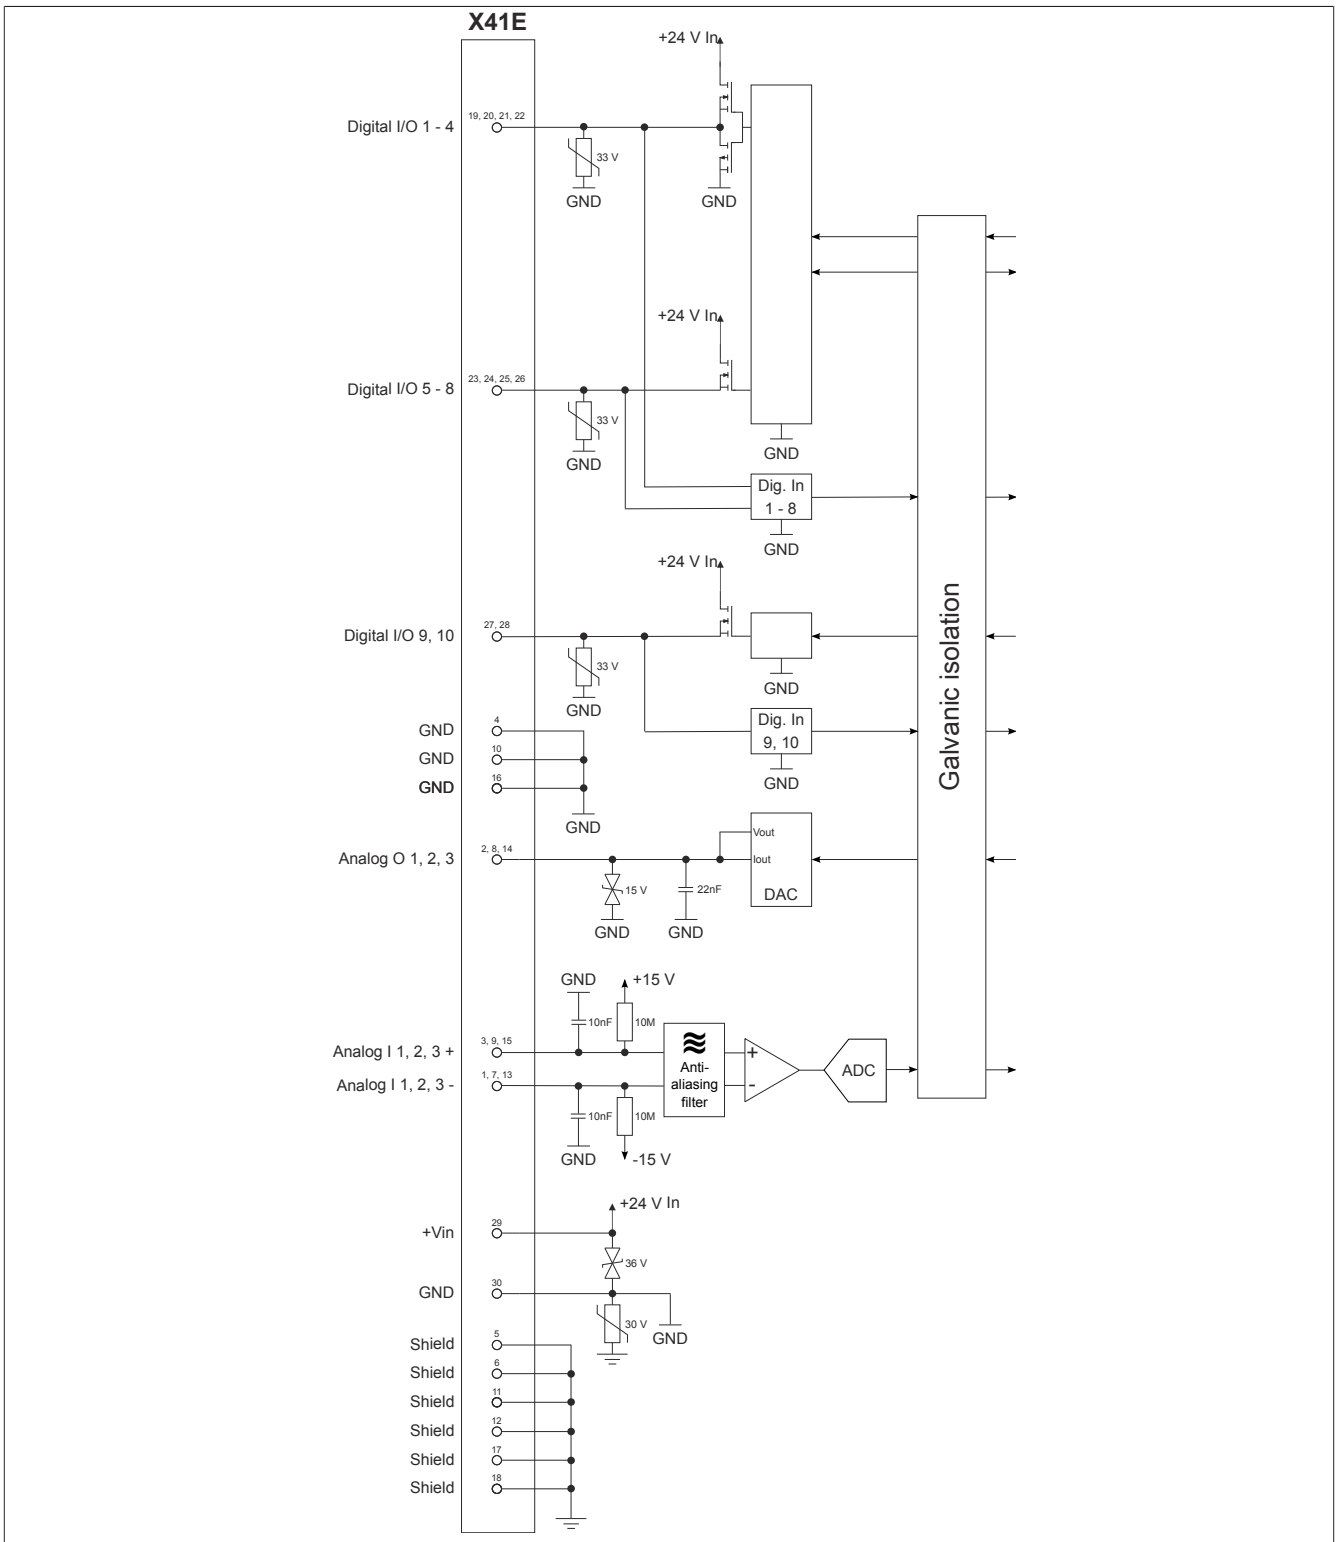 X41E
+24 V In
Digital I/O 1 - 4
19, 20, 21, 22
33 V
GND
GND
+24 V In
Digital I/O 5 - 8
23, 24, 25, 26
33 V
GND
GND
Dig. In
1 - 8
GND
+24 V In
Digital I/O 9, 10
27, 28
33 V
GND
GND
Dig. In
9, 10
GND
Galvanic isolation
GND
4
GND
10
GND
16
GND
Analog O 1, 2, 3
2, 8, 14
15 V
GND
22nF
GND
Vout
Iout
DAC
GND
+15 V
10nF
10M
Analog I 1, 2, 3 +
3, 9, 15
Analog I 1, 2, 3 -
1, 7, 13
10nF
10M
GND
-15 V
Anti-
aliasing
filter
+
-
ADC
+24 V In
+Vin
29
36 V
GND
30
30 V
GND
Shield
5
Shield
6
Shield
11
Shield
12
Shield
17
Shield
18